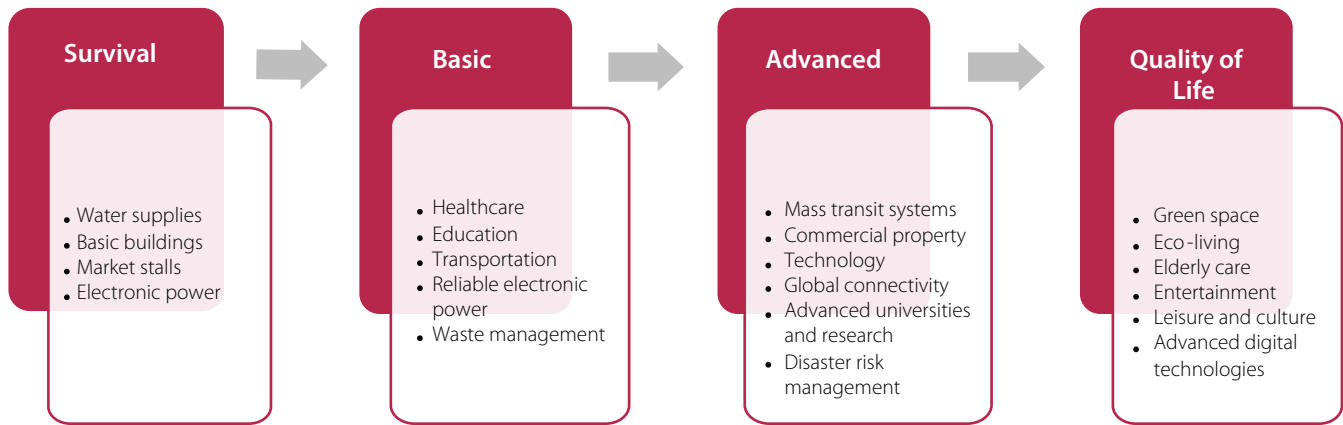 Survival
• Water supplies
• Basic buildings
• Market stalls
• Electronic power
Basic
• Healthcare
• Education
• Transportation
• Reliable electronic
power
• Waste management
Advanced
• Mass transit systems
• Commercial property
• Technology
• Global connectivity
• Advanced universities
and research
• Disaster risk
management
Quality of
Life
• Green space
• Eco-living
• Elderly care
• Entertainment
• Leisure and culture
• Advanced digital
technologies